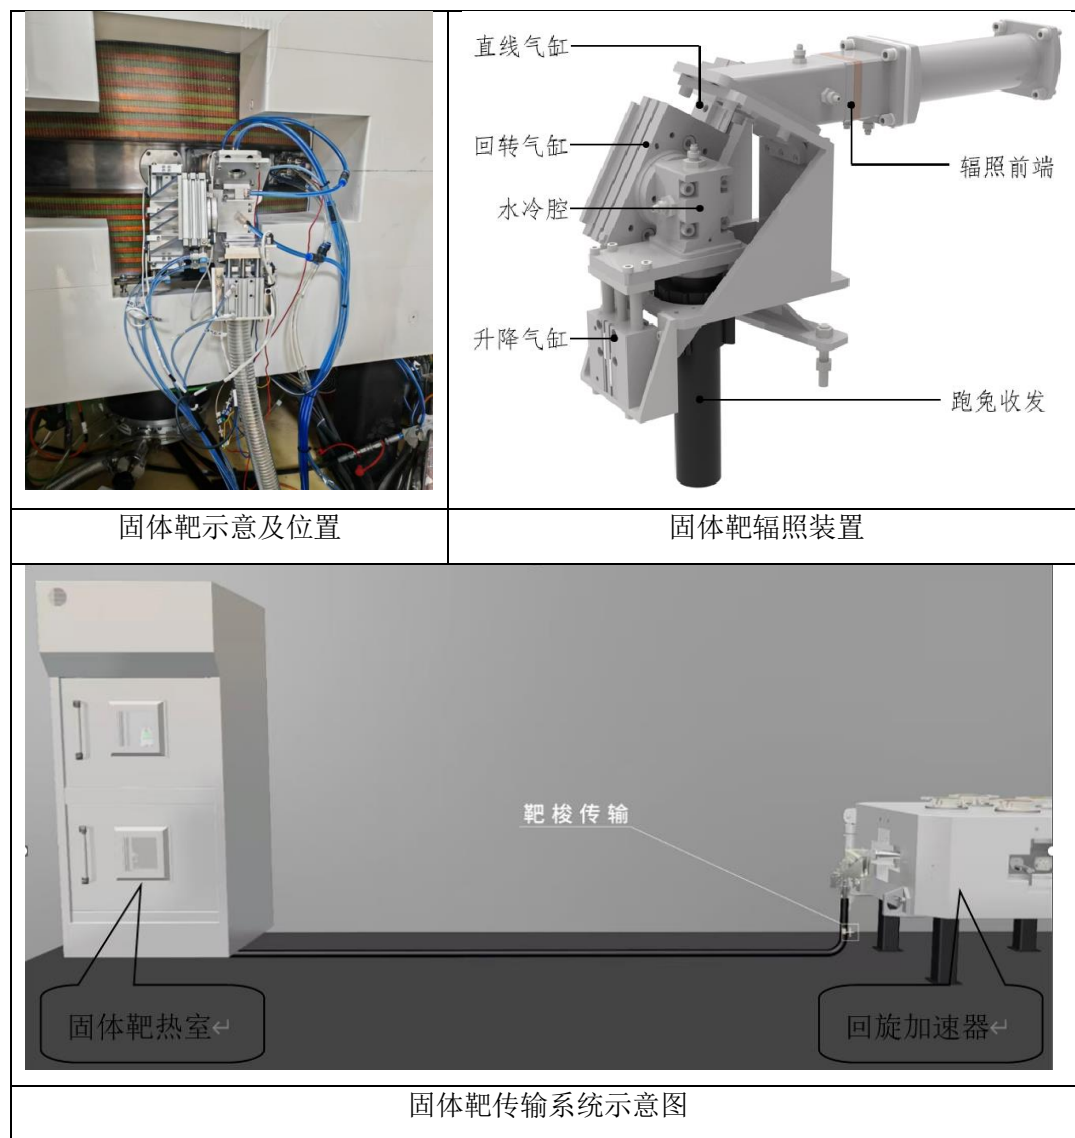 直线气缸
回转气缸
水冷腔
升降气缸
辐照前端
跑兔收发
固体靶示意及位置
固体靶辐照装置
靶梭传输
固体靶热室↵
回旋加速器↵
固体靶传输系统示意图